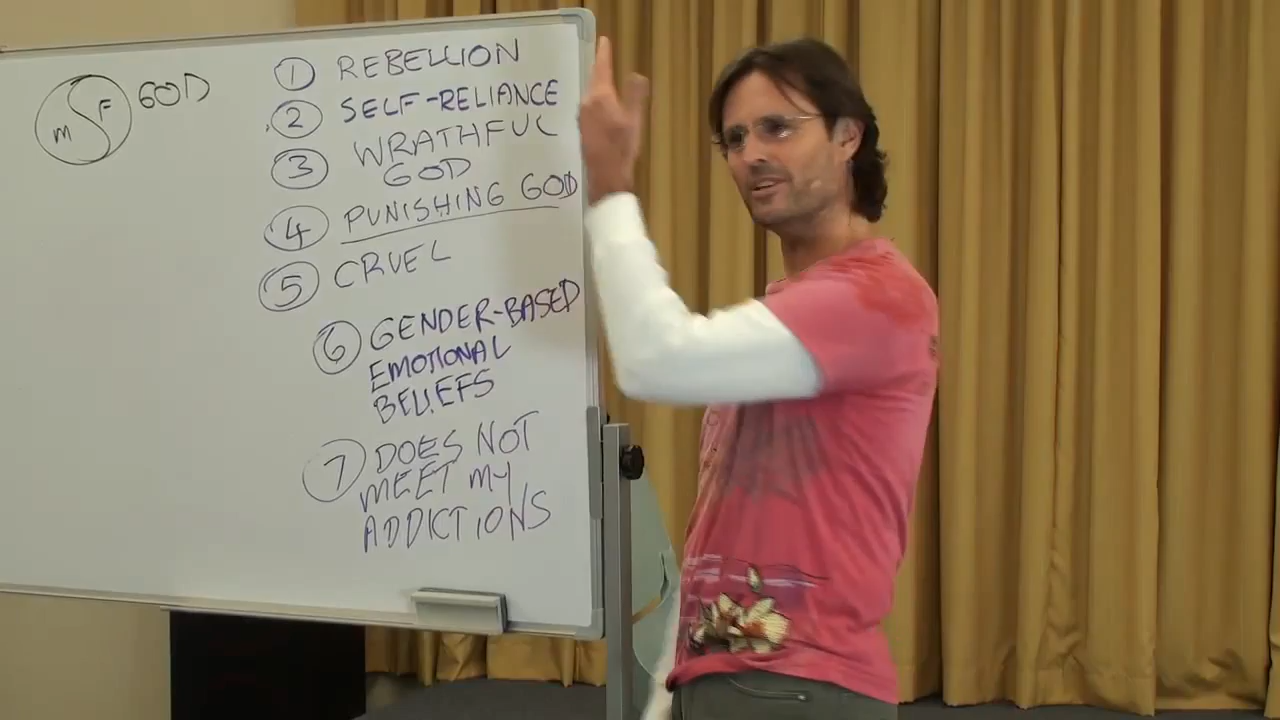 m F GOD
1 REBELLION
2 SELF-RELIANCE
3 WRATHFUL
GOD
4 PUNISHING GOD
5 CRUEL
6 GENDER-BASED
EMOTIONAL
BELIEFS
7 DOES NOT
MEET MY
ADDICTIONS